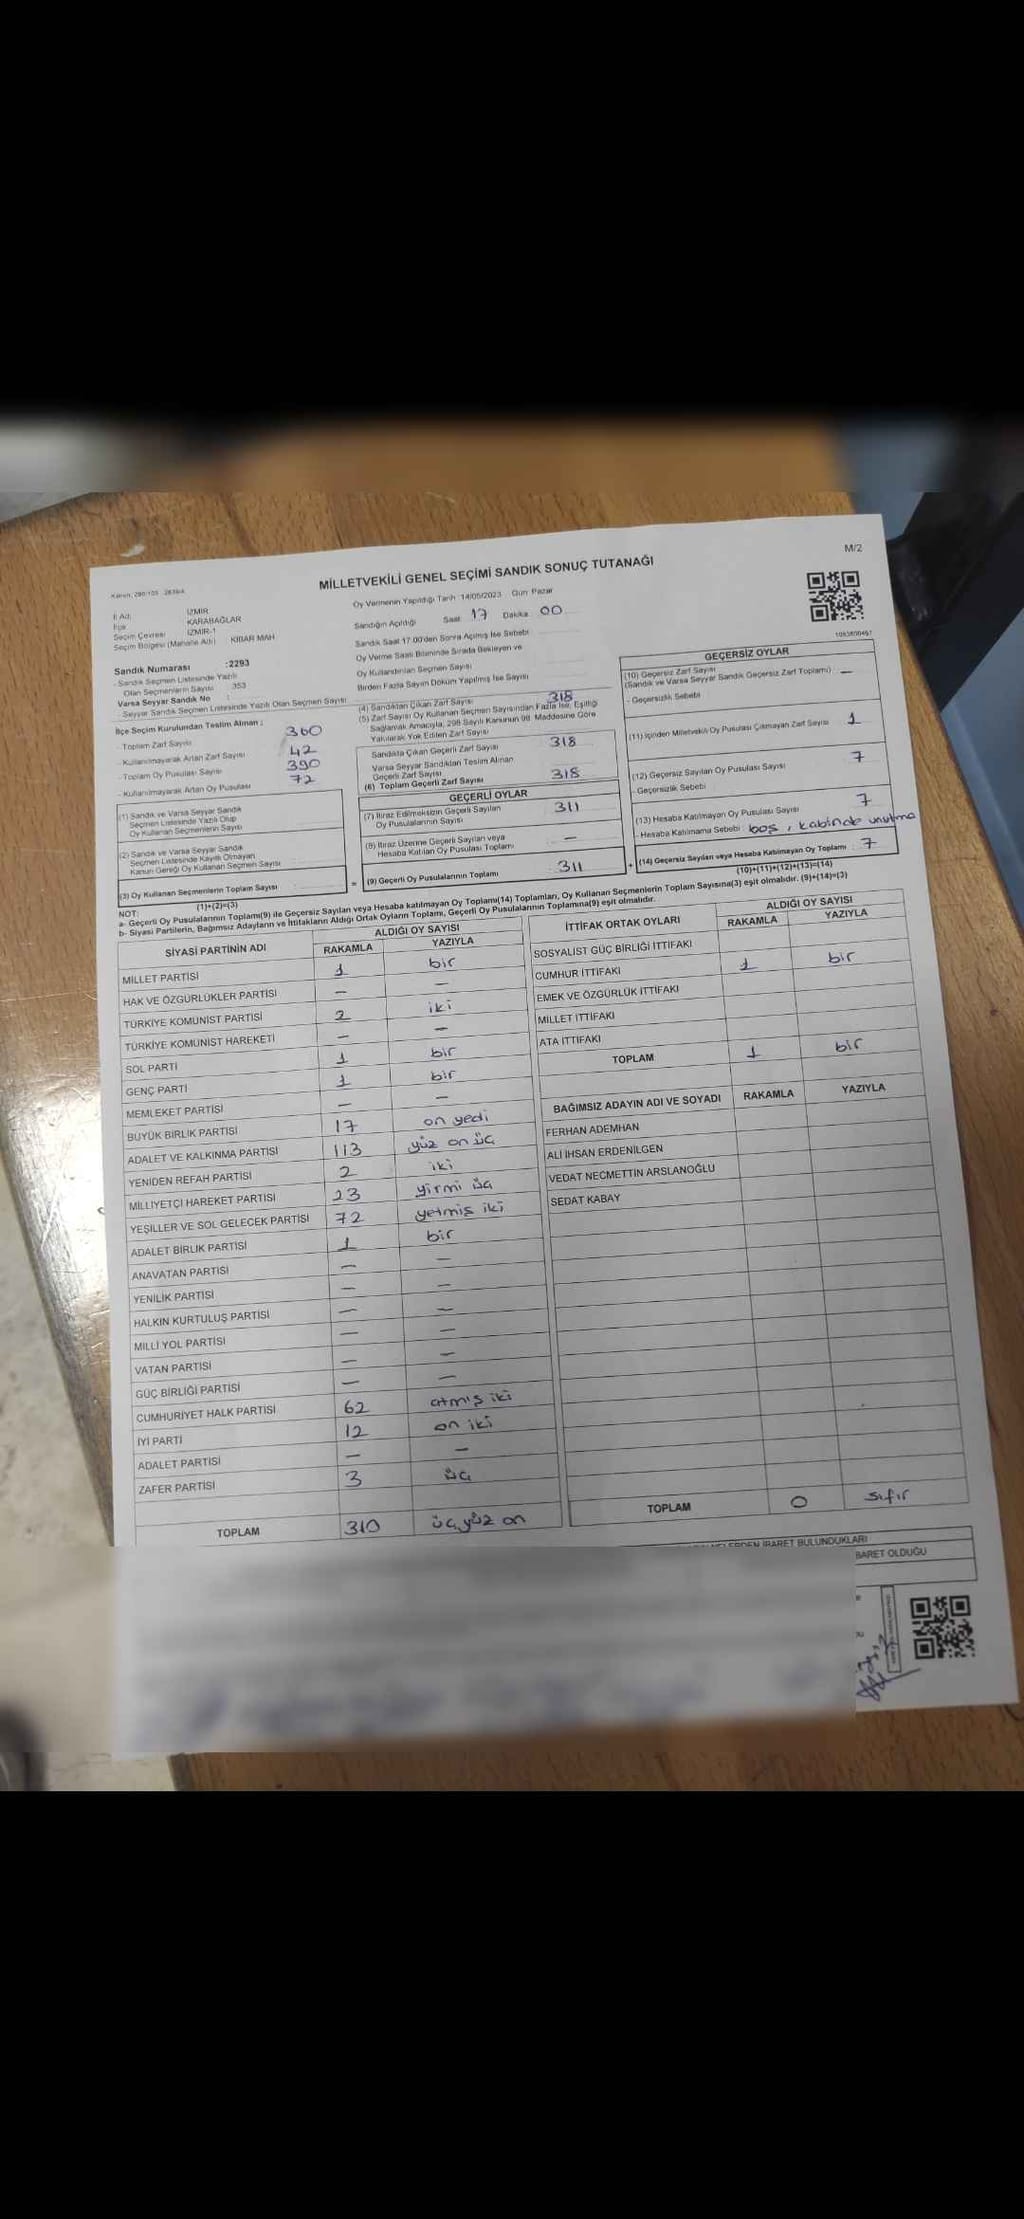 M/2
MİLLETVEKİLİ GENEL SEÇİMİ SANDIK SONUÇ TUTANAĞI
İl Adı: İZMİR
İlçe KARABAĞLAR
Seçim Çevresi İZMİR-1
Seçim Bölgesi (Mahalle Adı) KİBAR MAH
Oy Vermenin Yapıldığı Tarih :14/05/2023 Gün: Pazar
Sandığın Açıldığı Saat: 17 Dakika: 00
Sandık Saat 17.00'den Sonra Açılmış İse Sebebi
Oy Verme Saati Bitiminde Sırada Bekleyen ve
Oy Kullandırılan Seçmen Sayısı
Birden Fazla Sayım Döküm Yapılmış İse Sayısı
Sandık Numarası :2293
- Sandık Seçmen Listesinde Yazılı
Olan Seçmenlerin Sayısı : 353
Varsa Seyyar Sandık No :
- Seyyar Sandık Seçmen Listesinde Yazılı Olan Seçmen Sayısı
İlçe Seçim Kurulundan Teslim Alınan ;
- Toplam Zarf Sayısı 360
- Kullanılmayarak Artan Zarf Sayısı 42
- Toplam Oy Pusulası Sayısı 390
- Kullanılmayarak Artan Oy Pusulası 72
(1) Sandık ve Varsa Seyyar Sandık
Seçmen Listesinde Yazılı Olup
Oy Kullanan Seçmenlerin Sayısı
(2) Sandık ve Varsa Seyyar Sandık
Seçmen Listesinde Kayıtlı Olmayan
Kanun Gereği Oy Kullanan Seçmen Sayısı
(3) Oy Kullanan Seçmenlerin Toplam Sayısı
(1)+(2)=(3)
(4) Sandıktan Çıkan Zarf Sayısı 318
(5) Zarf Sayısı Oy Kullanan Seçmen Sayısından Fazla İse, Eşitliği
Sağlamak Amacıyla, 298 Sayılı Kanunun 98. Maddesine Göre
Yakılarak Yok Edilen Zarf Sayısı
Sandıkta Çıkan Geçerli Zarf Sayısı 318
Varsa Seyyar Sandıktan Teslim Alınan
Geçerli Zarf Sayısı
(6) Toplam Geçerli Zarf Sayısı 318
GEÇERLİ OYLAR
(7) İtiraz Edilmeksizin Geçerli Sayılan
Oy Pusulalarının Sayısı 311
(8) İtiraz Üzerine Geçerli Sayılan veya
Hesaba Katılan Oy Pusulası Toplamı —
= (9) Geçerli Oy Pusulalarının Toplamı 311
GEÇERSİZ OYLAR
(10) Geçersiz Zarf Sayısı
(Sandık ve Varsa Seyyar Sandık Geçersiz Zarf Toplamı) —
- Geçersizlik Sebebi
(11) İçinden Milletvekili Oy Pusulası Çıkmayan Zarf Sayısı 1
(12) Geçersiz Sayılan Oy Pusulası Sayısı 7
- Geçersizlik Sebebi
(13) Hesaba Katılmayan Oy Pusulası Sayısı 7
- Hesaba Katılmama Sebebi boş, kabinde unutma
+ (14) Geçersiz Sayılan veya Hesaba Katılmayan Oy Toplamı 7
(10)+(11)+(12)+(13)=(14)
NOT:
a- Geçerli Oy Pusulalarının Toplamı(9) ile Geçersiz Sayılan veya Hesaba katılmayan Oy Toplamı(14) Toplamları, Oy Kullanan Seçmenlerin Toplam Sayısına(3) eşit olmalıdır. (9)+(14)=(3)
b- Siyasi Partilerin, Bağımsız Adayların ve İttifakların Aldığı Ortak Oyların Toplamı, Geçerli Oy Pusulalarının Toplamına(9) eşit olmalıdır.
SİYASİ PARTİNİN ADI ALDIĞI OY SAYISI
RAKAMLA YAZIYLA
MİLLET PARTİSİ 1 bir
HAK VE ÖZGÜRLÜKLER PARTİSİ — —
TÜRKİYE KOMÜNİST PARTİSİ 2 iki
TÜRKİYE KOMÜNİST HAREKETİ — —
SOL PARTİ 1 bir
GENÇ PARTİ 1 bir
MEMLEKET PARTİSİ — —
BÜYÜK BİRLİK PARTİSİ 17 on yedi
ADALET VE KALKINMA PARTİSİ 113 yüz on üç
YENİDEN REFAH PARTİSİ 2 iki
MİLLİYETÇİ HAREKET PARTİSİ 23 yirmi üç
YEŞİLLER VE SOL GELECEK PARTİSİ 72 yetmiş iki
ADALET BİRLİK PARTİSİ 1 bir
ANAVATAN PARTİSİ — —
YENİLİK PARTİSİ — —
HALKIN KURTULUŞ PARTİSİ — —
MİLLİ YOL PARTİSİ — —
VATAN PARTİSİ — —
GÜÇ BİRLİĞİ PARTİSİ — —
CUMHURİYET HALK PARTİSİ 62 atmış iki
İYİ PARTİ 12 on iki
ADALET PARTİSİ — —
ZAFER PARTİSİ 3 üç
TOPLAM 310 üç yüz on
İTTİFAK ORTAK OYLARI ALDIĞI OY SAYISI
RAKAMLA YAZIYLA
SOSYALİST GÜÇ BİRLİĞİ İTTİFAKI
CUMHUR İTTİFAKI 1 bir
EMEK VE ÖZGÜRLÜK İTTİFAKI
MİLLET İTTİFAKI
ATA İTTİFAKI
TOPLAM 1 bir
BAĞIMSIZ ADAYIN ADI VE SOYADI RAKAMLA YAZIYLA
FERHAN ADEMHAN
ALİ İHSAN ERDENİLGEN
VEDAT NECMETTİN ARSLANOĞLU
SEDAT KABAY
TOPLAM 0 sıfır
İBARET BULUNDUKLARI
BARET OLDUĞU